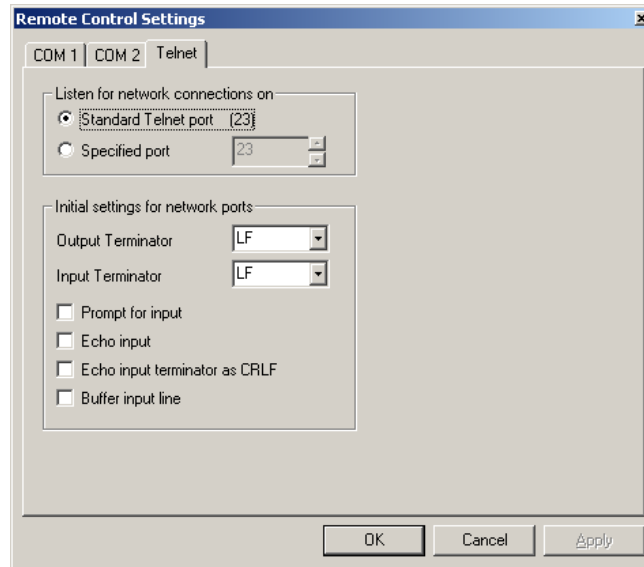 Remote Control Settings
COM 1 COM 2 Telnet
Listen for network connections on
Standard Telnet port (23)
Specified port 23
Initial settings for network ports
Output Terminator LF
Input Terminator LF
Prompt for input
Echo input
Echo input terminator as CRLF
Buffer input line
OK Cancel Apply